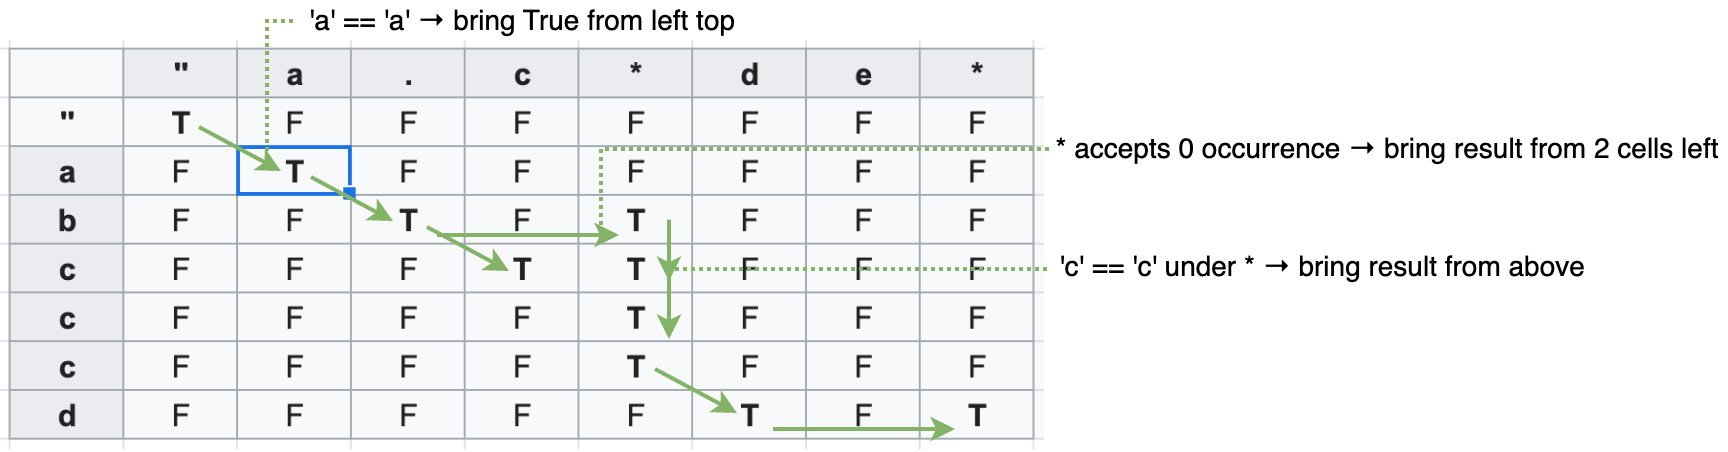 'a' == 'a' → bring True from left top
" a . c * d e *
" T F F F F F F F
a F T F F F F F F
* accepts 0 occurrence → bring result from 2 cells left
b F F T F T F F F
c F F F T T F F F
'c' == 'c' under * → bring result from above
c F F F F T F F F
c F F F F T F F F
d F F F F F T F T